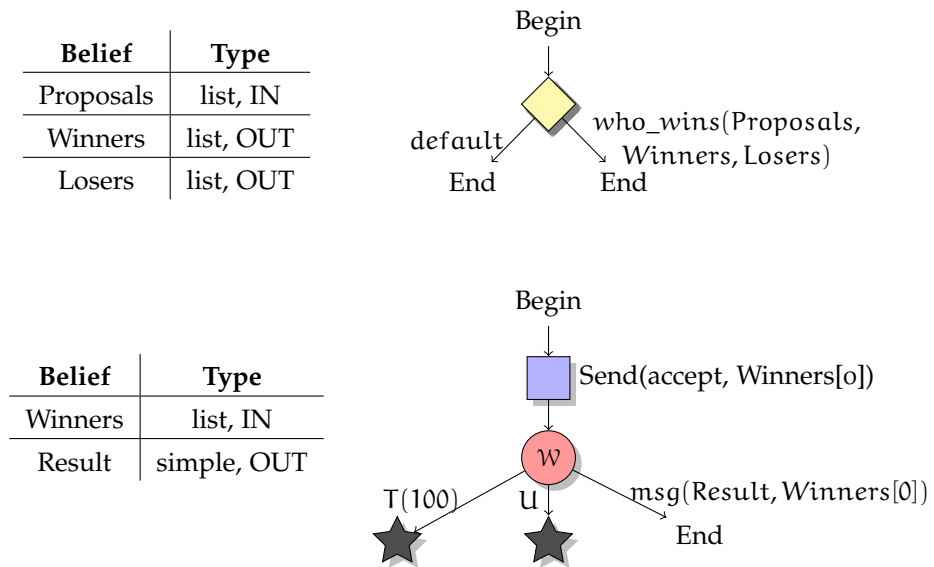 Belief Type
Proposals list, IN
Winners list, OUT
Losers list, OUT
Begin
default
who_wins(Proposals,
Winners, Losers)
End
End
Belief Type
Winners list, IN
Result simple, OUT
Begin
Send(accept, Winners[0])
W
T(100)
U
msg(Result, Winners[0])
End